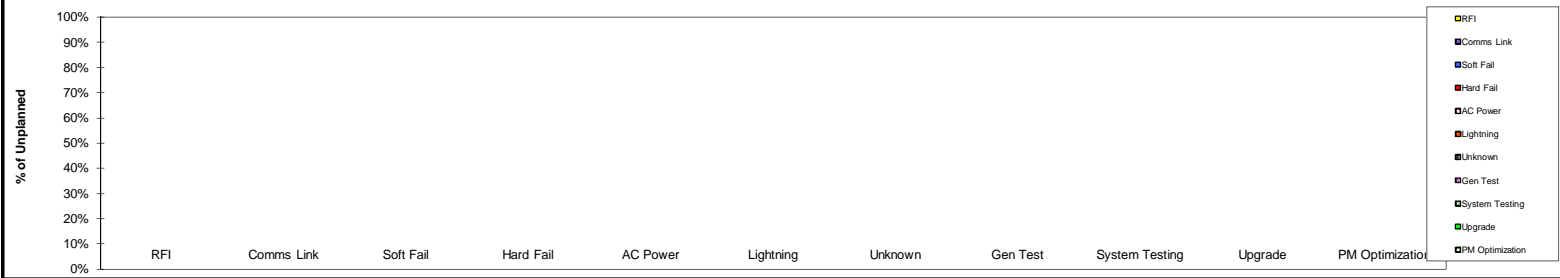 % of Unplanned
100%
90%
80%
70%
60%
50%
40%
30%
20%
10%
0%
RFI Comms Link Soft Fail Hard Fail AC Power Lightning Unknown Gen Test System Testing Upgrade PM Optimization
RFI
Comms Link
Soft Fail
Hard Fail
AC Power
Lightning
Unknown
Gen Test
System Testing
Upgrade
PM Optimization